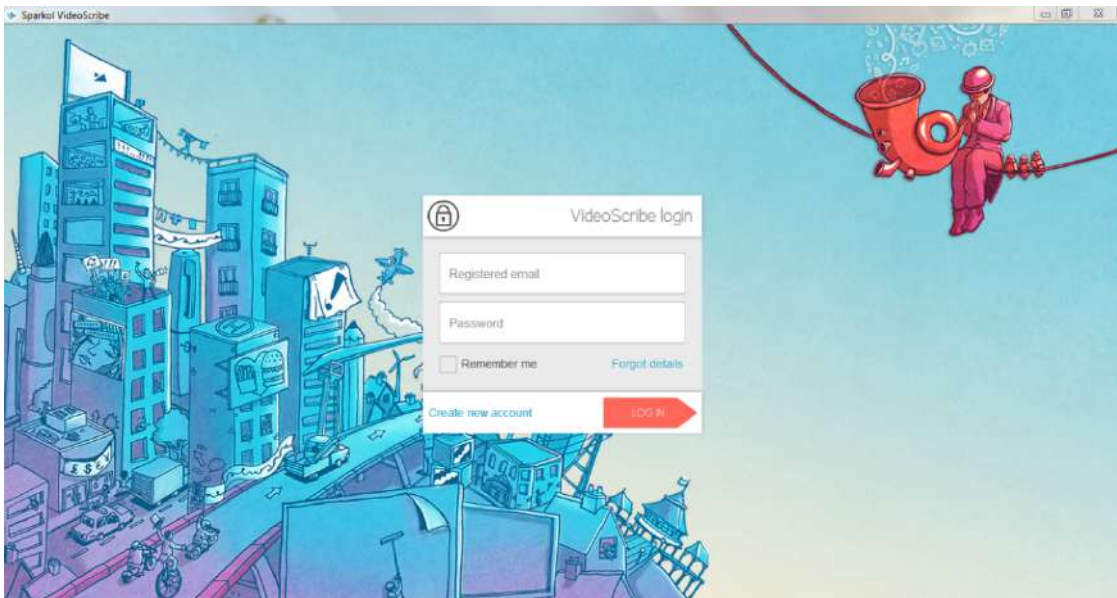 Sparkol VideoScribe
VideoScribe login
Registered email
Password
Remember me
Forgot details
Create new account
LOG IN
H
£ $ €